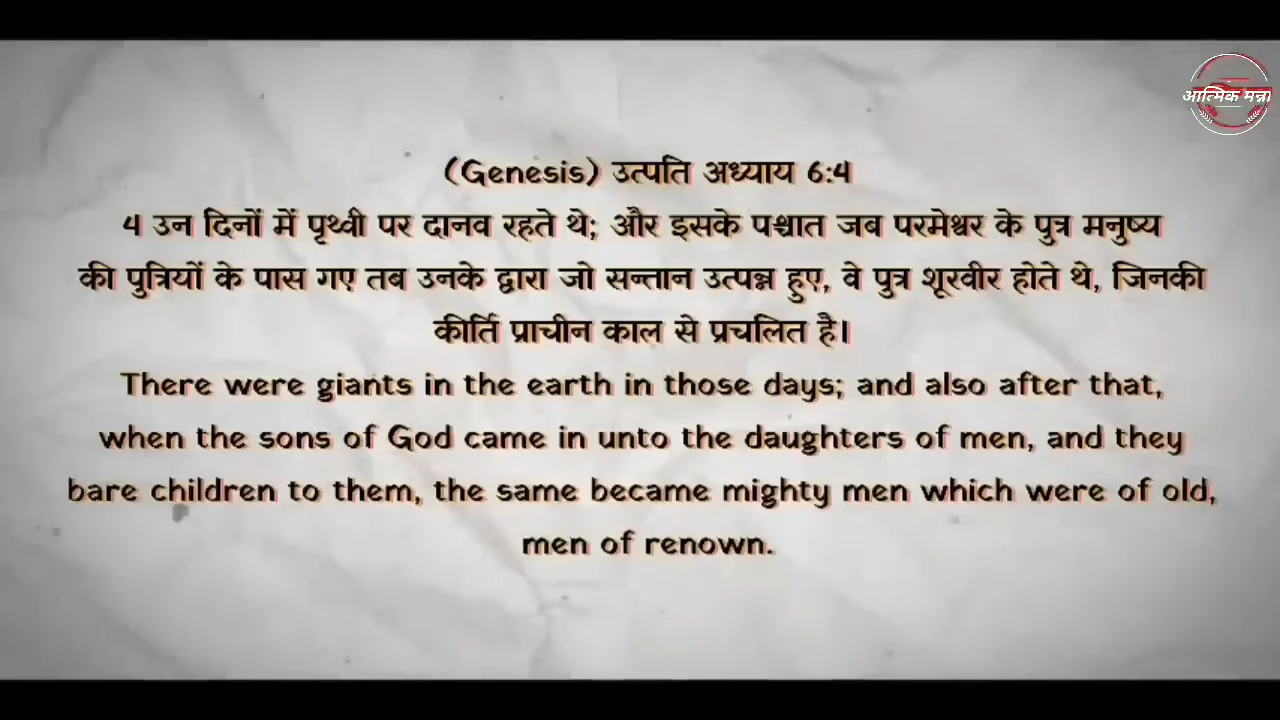 आत्मिक मन्ना
(Genesis) उत्पति अध्याय 6:4
4 उन दिनों में पृथ्वी पर दानव रहते थे; और इसके पश्चात जब परमेश्वर के पुत्र मनुष्य
की पुत्रियों के पास गए तब उनके द्वारा जो सन्तान उत्पन्न हुए, वे पुत्र शूरवीर होते थे, जिनकी
कीर्ति प्राचीन काल से प्रचलित है।
There were giants in the earth in those days; and also after that,
when the sons of God came in unto the daughters of men, and they
bare children to them, the same became mighty men which were of old,
men of renown.